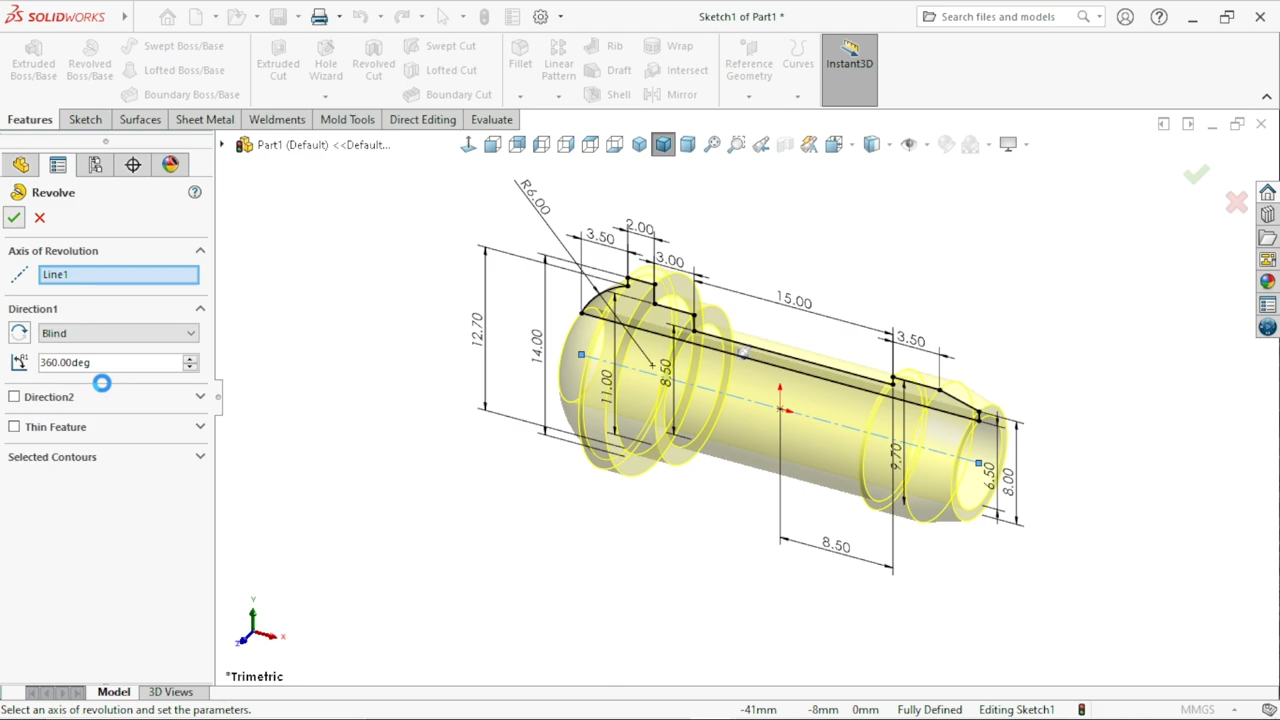 SOLIDWORKS
Sketch1 of Part1 *
Search files and models
Extruded Boss/Base
Revolved Boss/Base
Swept Boss/Base
Lofted Boss/Base
Boundary Boss/Base
Extruded Cut
Hole Wizard
Revolved Cut
Swept Cut
Lofted Cut
Boundary Cut
Fillet
Linear Pattern
Rib
Draft
Shell
Wrap
Intersect
Mirror
Reference Geometry
Curves
Instant3D
Features
Sketch
Surfaces
Sheet Metal
Weldments
Mold Tools
Direct Editing
Evaluate
Part1 (Default) <<Default...
Revolve
Axis of Revolution
Line1
Direction1
Blind
360.00deg
Direction2
Thin Feature
Selected Contours
R6.00
2.00
3.50
3.00
15.00
3.50
12.70
14.00
11.00
8.50
9.70
6.50
8.00
8.50
Y
Z
X
*Trimetric
Model
3D Views
Select an axis of revolution and set the parameters.
-41mm
-8mm
0mm
Fully Defined
Editing Sketch1
MMGS